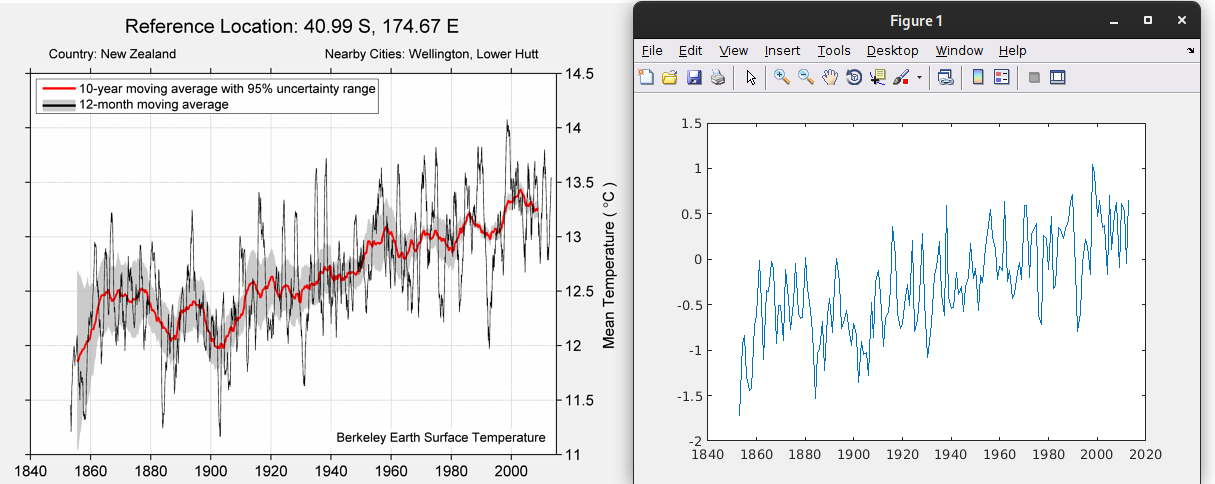 Reference Location: 40.99 S, 174.67 E
Country: New Zealand
Nearby Cities: Wellington, Lower Hutt
10-year moving average with 95% uncertainty range
12-month moving average
14.5
14
13.5
13
12.5
12
11.5
11
Mean Temperature ( °C )
Berkeley Earth Surface Temperature
1840 1860 1880 1900 1920 1940 1960 1980 2000
Figure 1
File Edit View Insert Tools Desktop Window Help
1.5
1
0.5
0
-0.5
-1
-1.5
-2
1840 1860 1880 1900 1920 1940 1960 1980 2000 2020